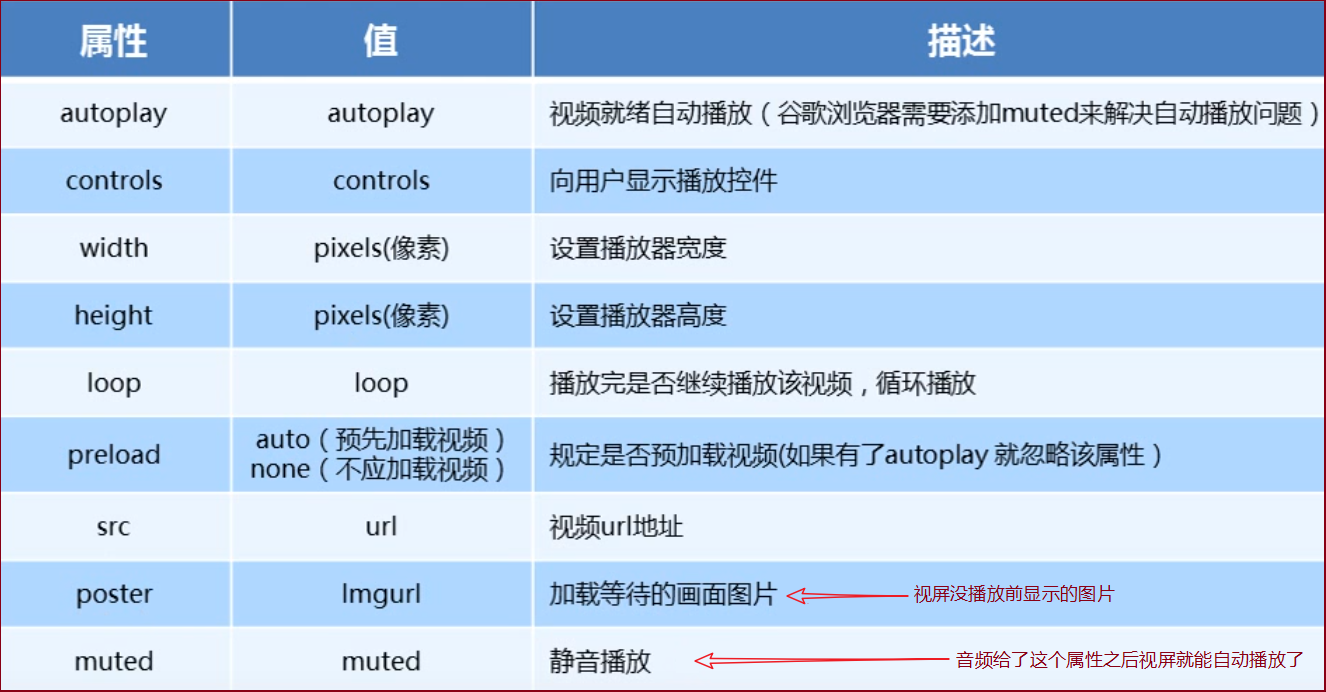 属性 值 描述
autoplay autoplay 视频就绪自动播放（谷歌浏览器需要添加muted来解决自动播放问题）
controls controls 向用户显示播放控件
width pixels(像素) 设置播放器宽度
height pixels(像素) 设置播放器高度
loop loop 播放完是否继续播放该视频，循环播放
preload auto（预先加载视频）
none（不应加载视频） 规定是否预加载视频(如果有了autoplay 就忽略该属性）
src url 视频url地址
poster Imgurl 加载等待的画面图片 视屏没播放前显示的图片
muted muted 静音播放 音频给了这个属性之后视屏就能自动播放了